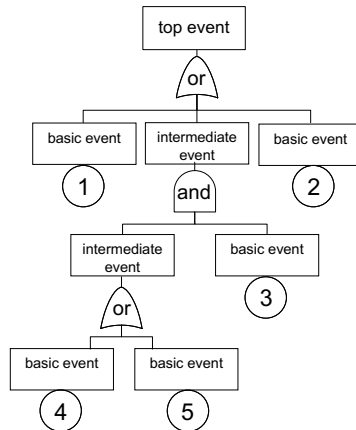 top event
or
basic event
intermediate
event
basic event
1
and
2
intermediate
event
basic event
or
3
basic event
basic event
4
5